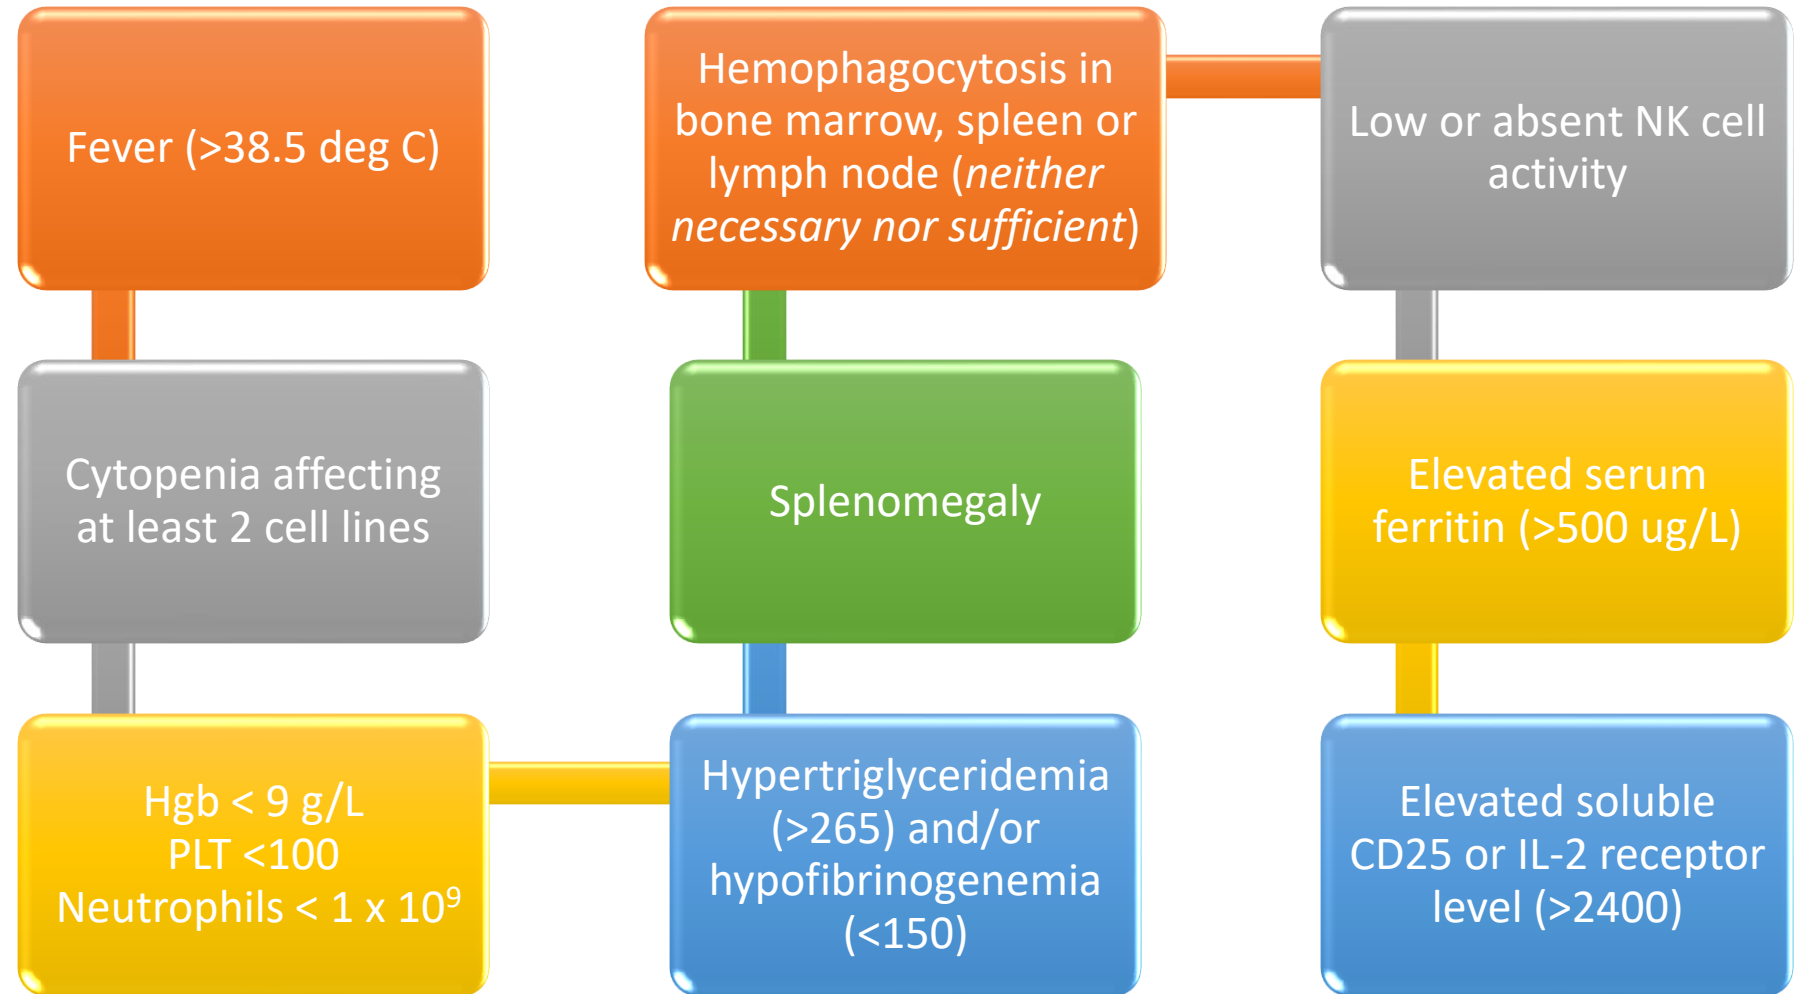 Fever (>38.5 deg C)
Cytopenia affecting
at least 2 cell lines
Hgb < 9 g/L
PLT <100
Neutrophils < 1 x 10⁹
Hypertriglyceridemia
(>265) and/or
hypofibrinogenemia
(<150)
Splenomegaly
Hemophagocytosis in
bone marrow, spleen or
lymph node (neither
necessary nor sufficient)
Low or absent NK cell
activity
Elevated serum
ferritin (>500 ug/L)
Elevated soluble
CD25 or IL-2 receptor
level (>2400)